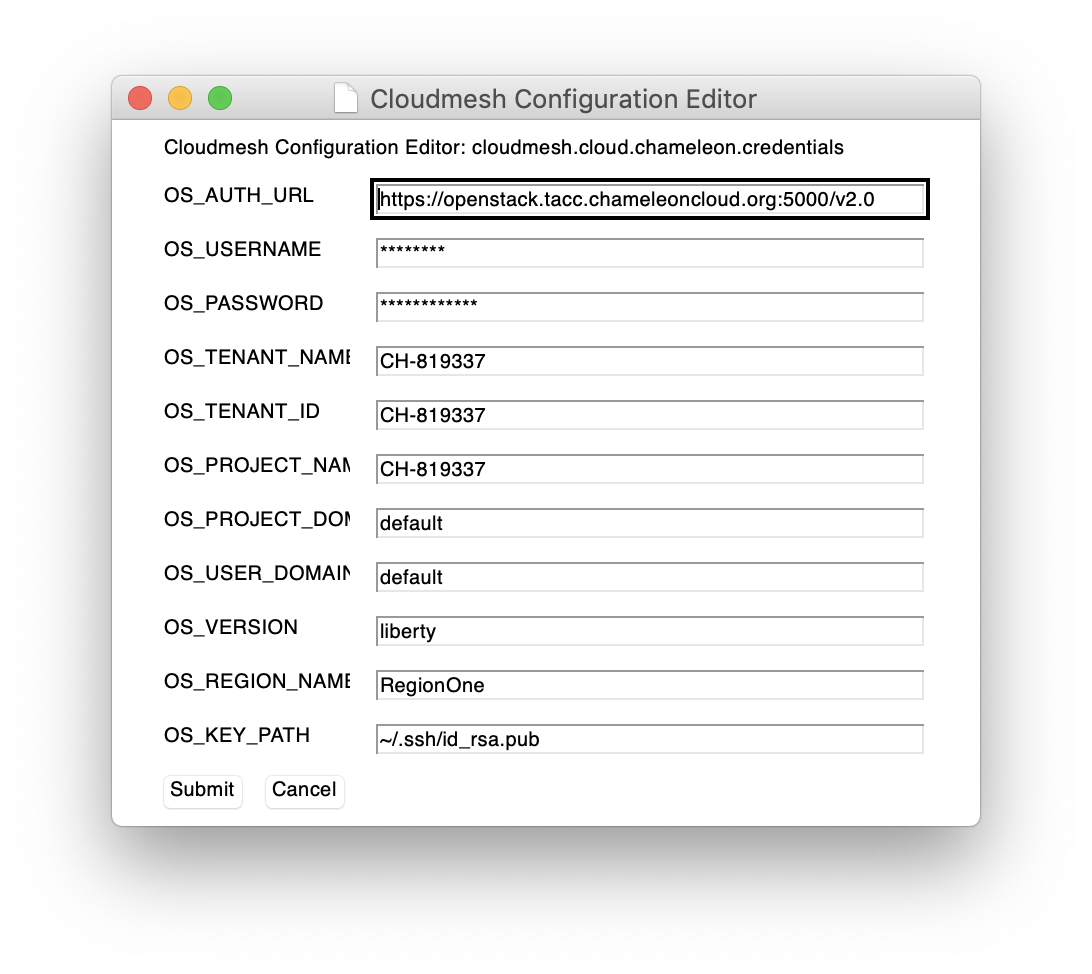 Cloudmesh Configuration Editor
Cloudmesh Configuration Editor: cloudmesh.cloud.chameleon.credentials
OS_AUTH_URL https://openstack.tacc.chameleoncloud.org:5000/v2.0
OS_USERNAME ********
OS_PASSWORD ************
OS_TENANT_NAME CH-819337
OS_TENANT_ID CH-819337
OS_PROJECT_NAM CH-819337
OS_PROJECT_DOM default
OS_USER_DOMAIN default
OS_VERSION liberty
OS_REGION_NAME RegionOne
OS_KEY_PATH ~/.ssh/id_rsa.pub
Submit Cancel